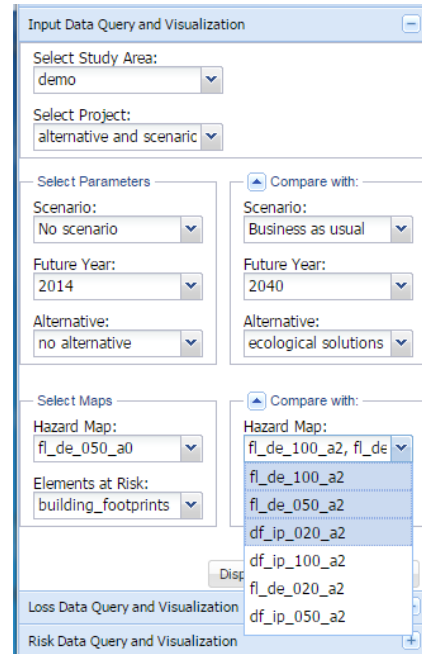 Input Data Query and Visualization
Select Study Area:
demo
Select Project:
alternative and scenaric
Select Parameters
Scenario:
No scenario
Future Year:
2014
Alternative:
no alternative
Compare with:
Scenario:
Business as usual
Future Year:
2040
Alternative:
ecological solutions
Select Maps
Hazard Map:
fl_de_050_a0
Elements at Risk:
building_footprints
Compare with:
Hazard Map:
fl_de_100_a2, fl_de
fl_de_100_a2
fl_de_050_a2
df_ip_020_a2
df_ip_100_a2
fl_de_020_a2
df_ip_050_a2
Disp
Loss Data Query and Visualization
Risk Data Query and Visualization